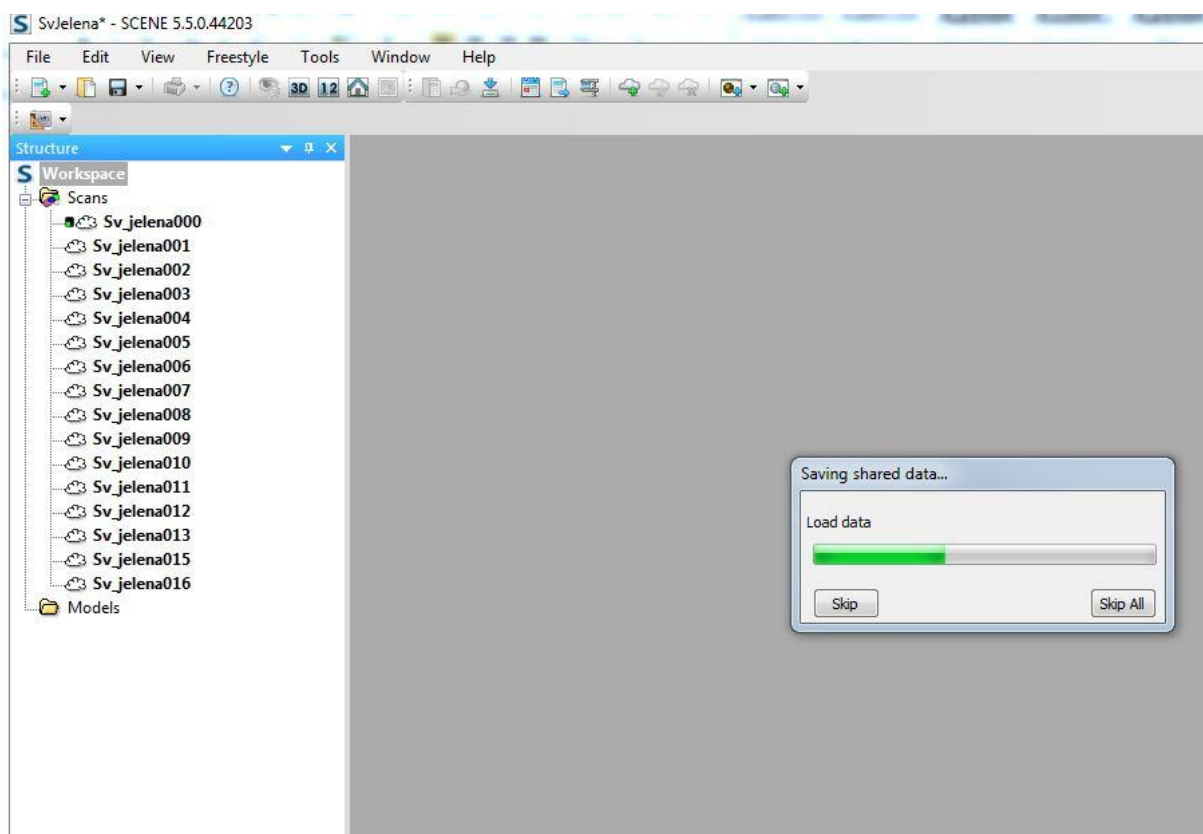 SvJelena* - SCENE 5.5.0.44203
File Edit View Freestyle Tools Window Help
3D 12
Structure
Workspace
Scans
Sv_jelena000
Sv_jelena001
Sv_jelena002
Sv_jelena003
Sv_jelena004
Sv_jelena005
Sv_jelena006
Sv_jelena007
Sv_jelena008
Sv_jelena009
Sv_jelena010
Sv_jelena011
Sv_jelena012
Sv_jelena013
Sv_jelena015
Sv_jelena016
Models
Saving shared data...
Load data
Skip Skip All